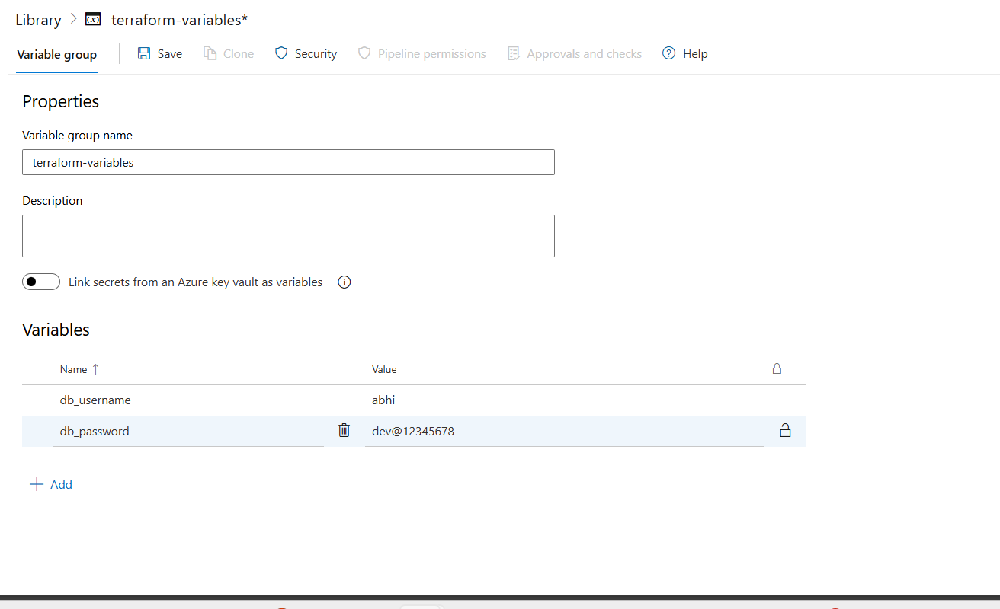 Library > terraform-variables*
Variable group Save Clone Security Pipeline permissions Approvals and checks Help
Properties
Variable group name
terraform-variables
Description
Link secrets from an Azure key vault as variables
Variables
Name ↑ Value
db_username abhi
db_password dev@12345678
+ Add